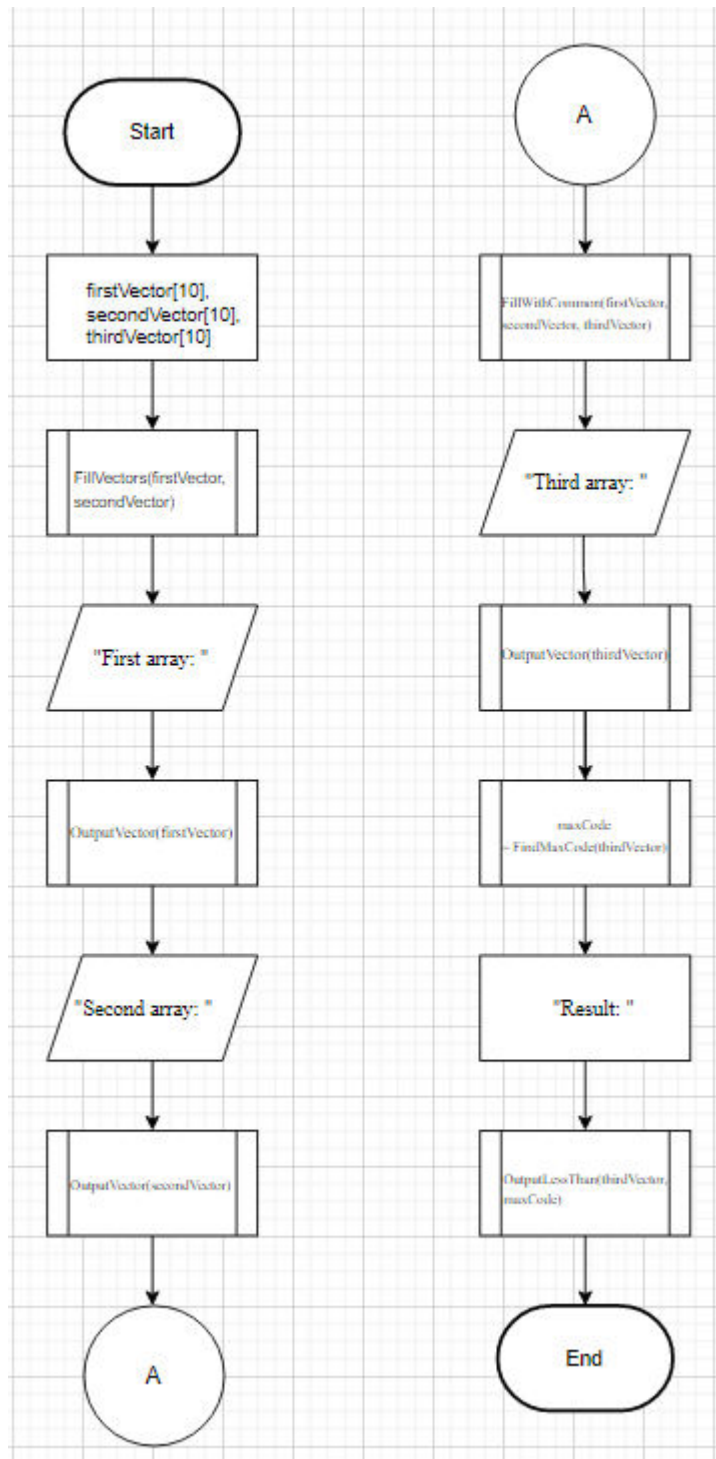 Start
firstVector[10],
secondVector[10],
thirdVector[10]
FillVectors(firstVector,
secondVector)
"First array: "
OutputVector(firstVector)
"Second array: "
OutputVector(secondVector)
A
A
FillWithCommon(firstVector,
secondVector, thirdVector)
"Third array: "
OutputVector(thirdVector)
maxCode
= FindMaxCode(thirdVector)
"Result: "
OutputLessThan(thirdVector,
maxCode)
End